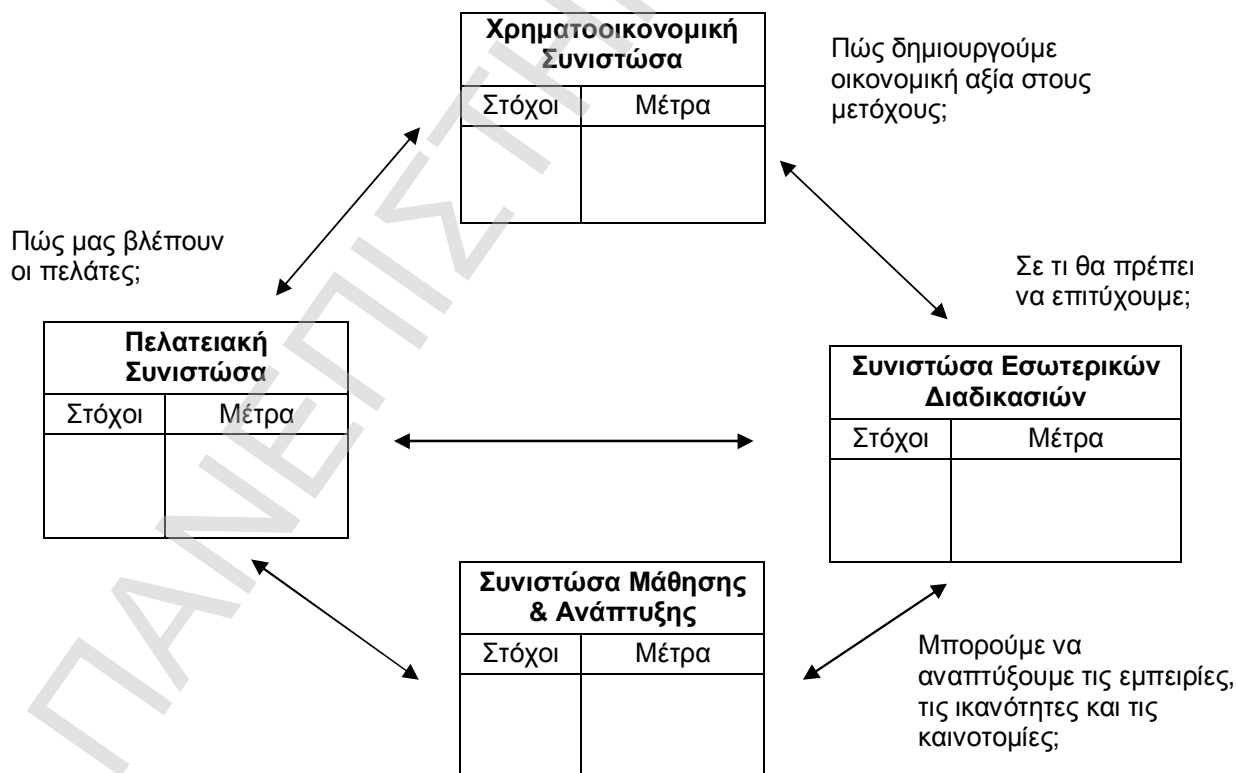 Χρηματοοικονομική
Συνιστώσα
Στόχοι Μέτρα
Πώς δημιουργούμε
οικονομική αξία στους
μετόχους;
Πώς μας βλέπουν
οι πελάτες;
Σε τι θα πρέπει
να επιτύχουμε;
Πελατειακή
Συνιστώσα
Στόχοι Μέτρα
Συνιστώσα Εσωτερικών
Διαδικασιών
Στόχοι Μέτρα
Συνιστώσα Μάθησης
& Ανάπτυξης
Στόχοι Μέτρα
Μπορούμε να
αναπτύξουμε τις εμπειρίες,
τις ικανότητες και τις
καινοτομίες;